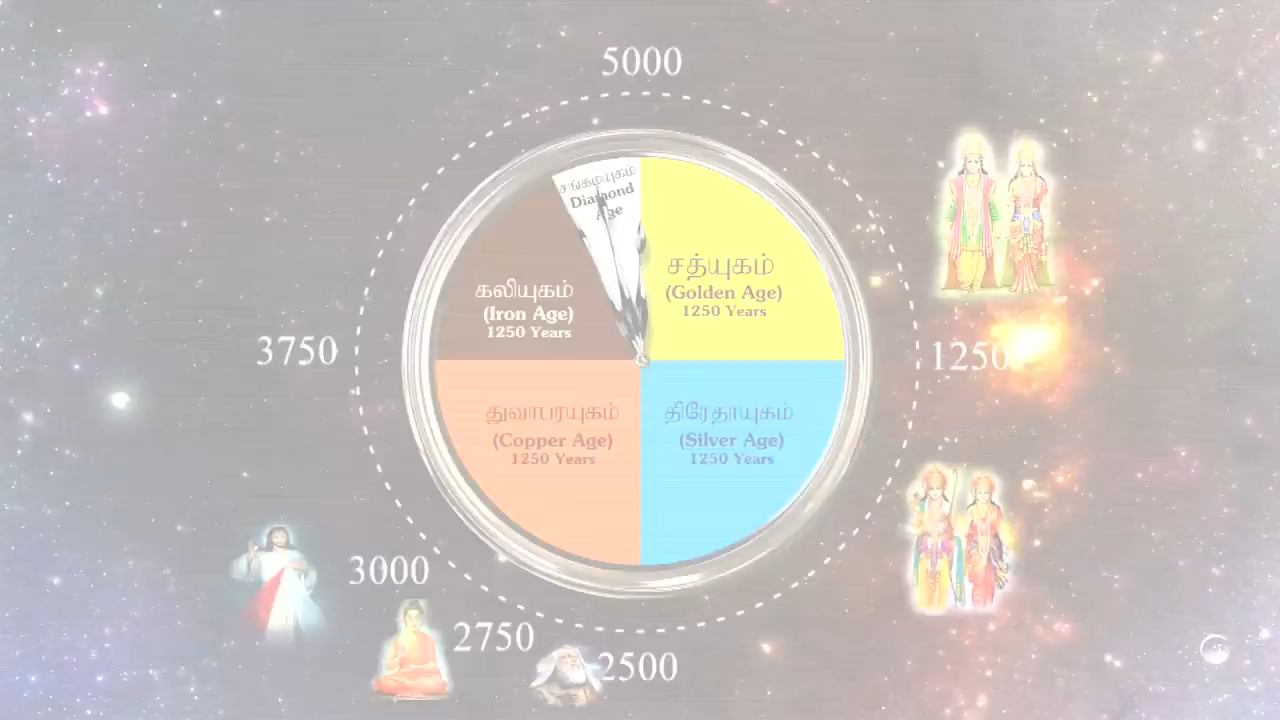 5000
சங்கமயுகம்
Diamond
Age
சத்யுகம்
(Golden Age)
1250 Years
கலியுகம்
(Iron Age)
1250 Years
3750
1250
துவாபரயுகம்
(Copper Age)
1250 Years
திரேதாயுகம்
(Silver Age)
1250 Years
3000
2750
2500